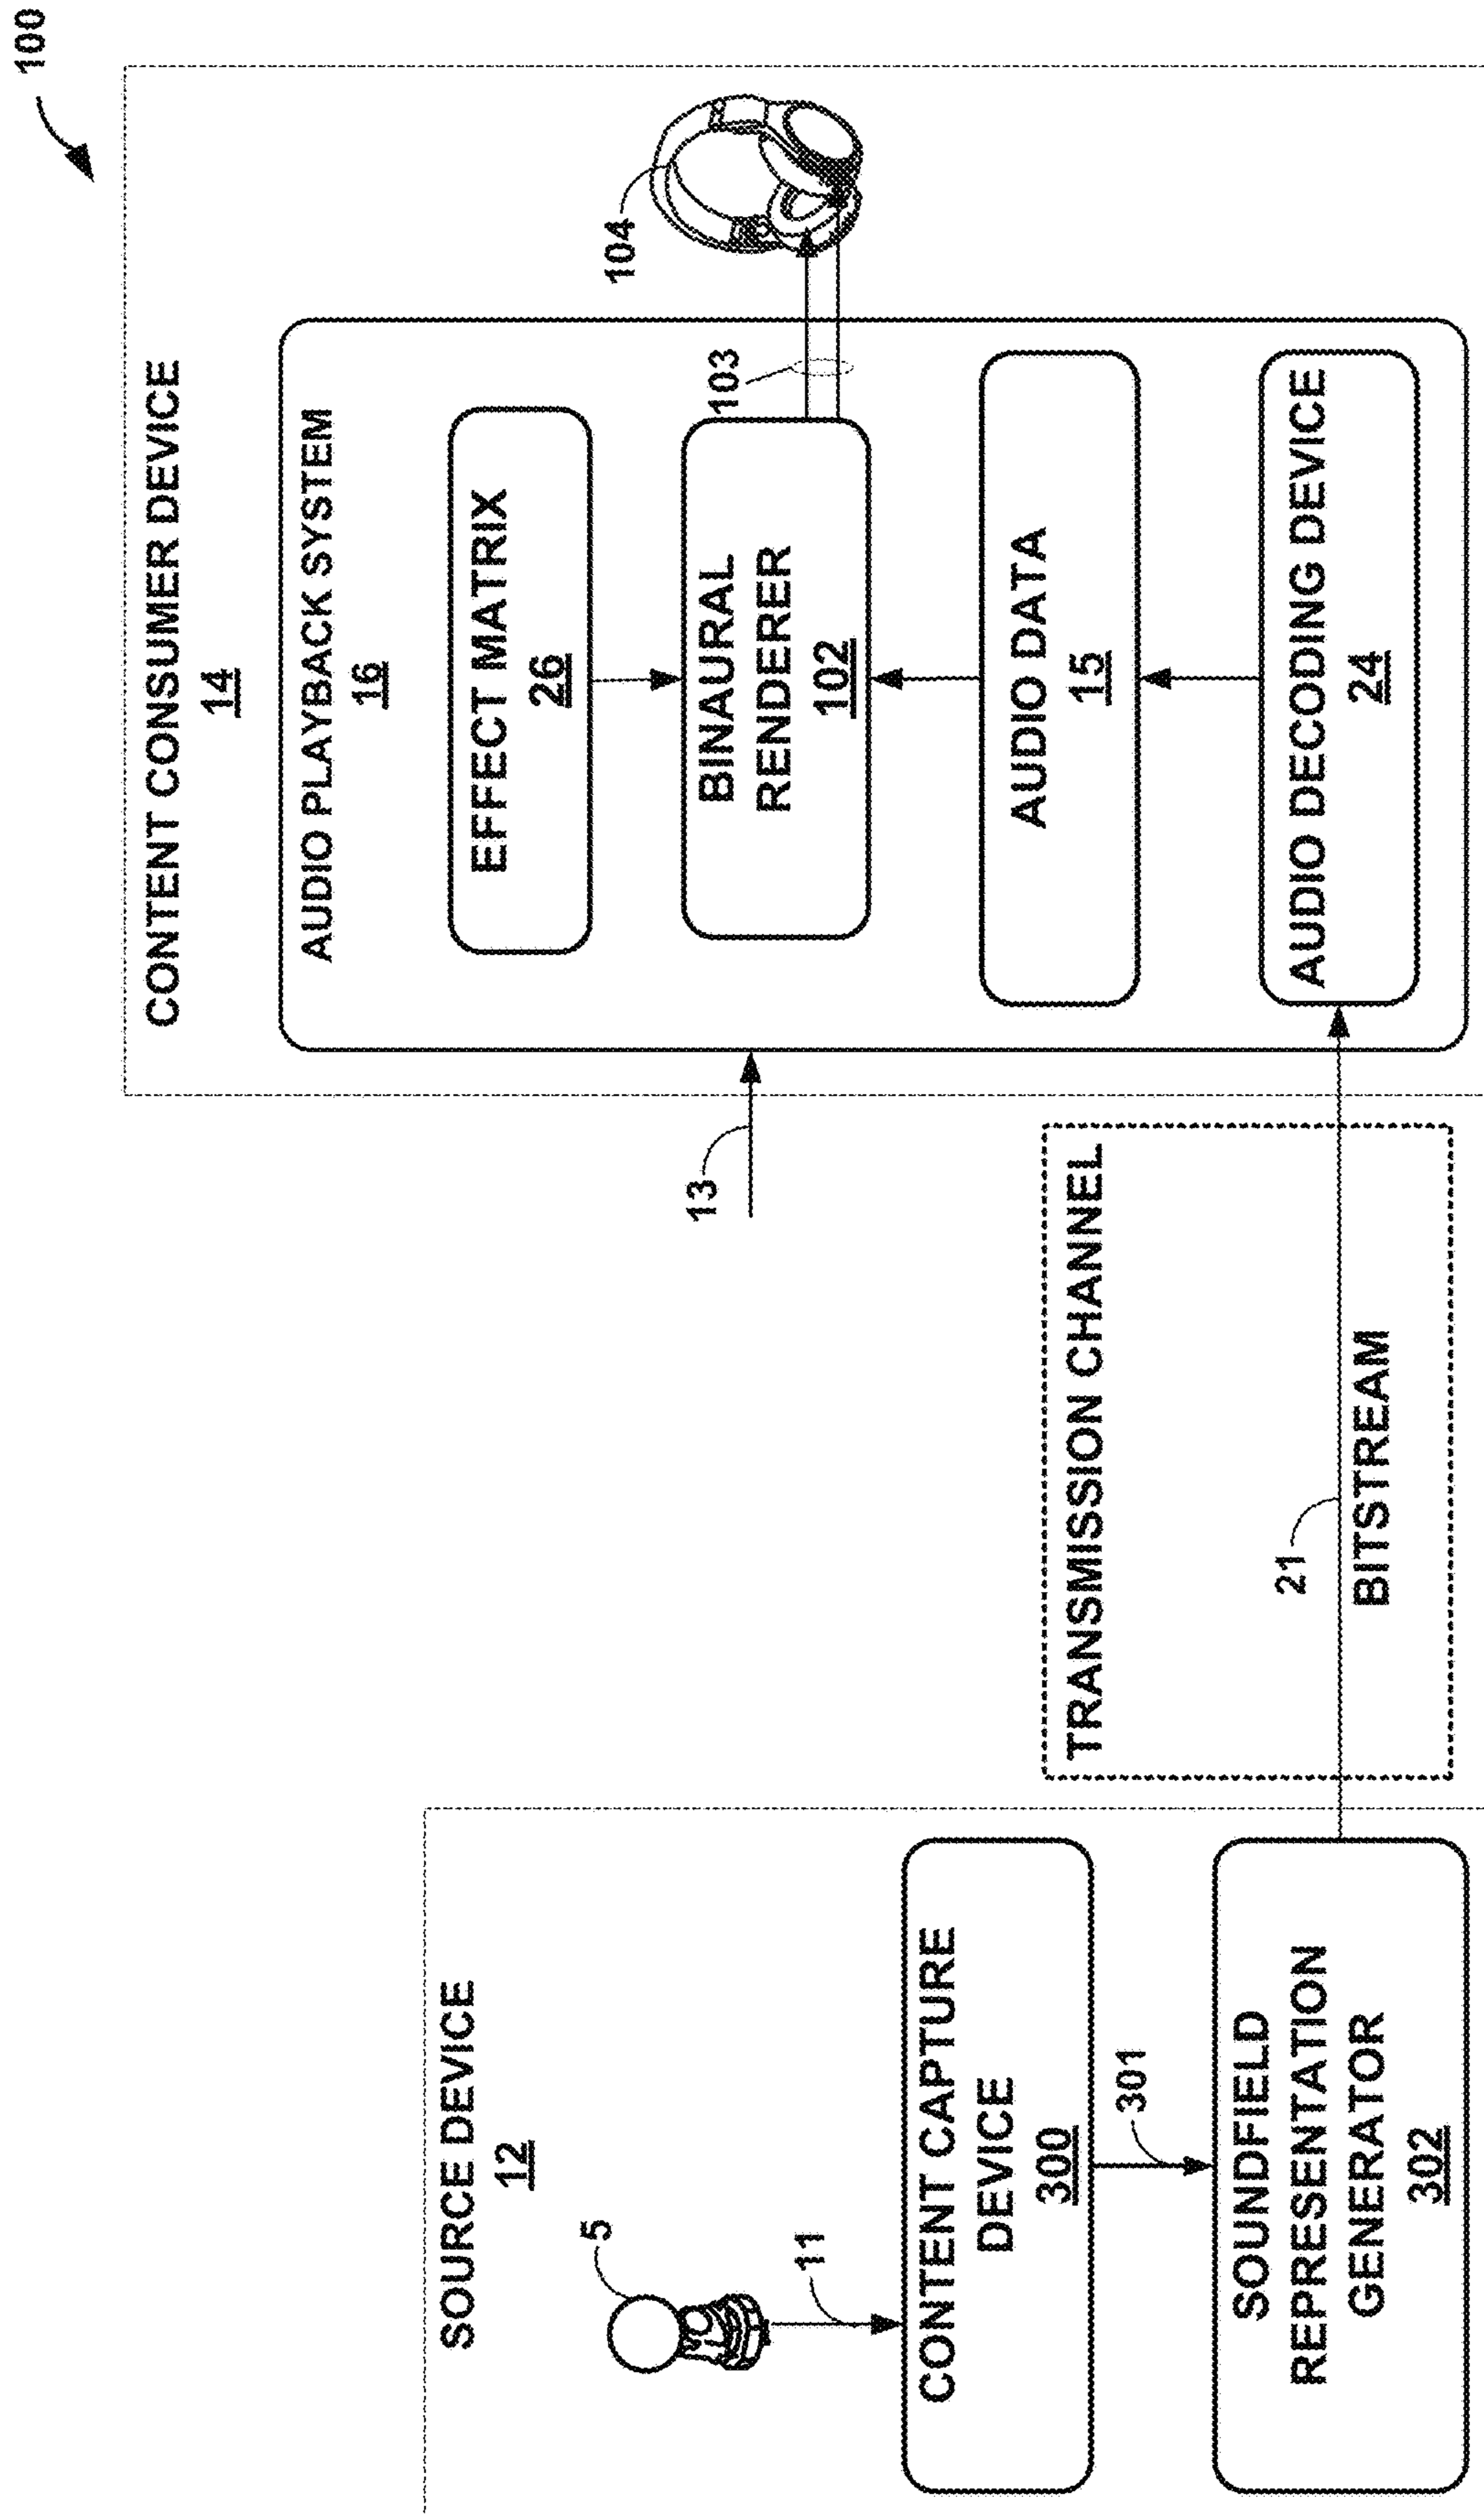 100
SOURCE DEVICE
12
5
11
CONTENT CAPTURE
DEVICE
300
301
SOUNDFIELD
REPRESENTATION
GENERATOR
302
TRANSMISSION CHANNEL
21
BITSTREAM
13
CONTENT CONSUMER DEVICE
14
AUDIO PLAYBACK SYSTEM
16
EFFECT MATRIX
26
BINAURAL
RENDERER
102
103
104
AUDIO DATA
15
AUDIO DECODING DEVICE
24